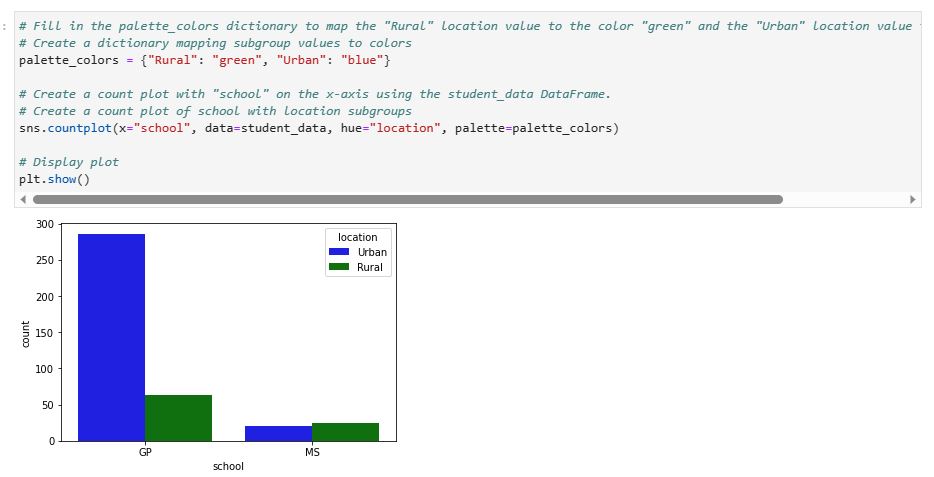 :
# Fill in the palette_colors dictionary to map the "Rural" location value to the color "green" and the "Urban" location value
# Create a dictionary mapping subgroup values to colors
palette_colors = {"Rural": "green", "Urban": "blue"}
# Create a count plot with "school" on the x-axis using the student_data DataFrame.
# Create a count plot of school with location subgroups
sns.countplot(x="school", data=student_data, hue="location", palette=palette_colors)
# Display plot
plt.show()
300
250
200
150
100
50
0
count
location
Urban
Rural
GP
MS
school